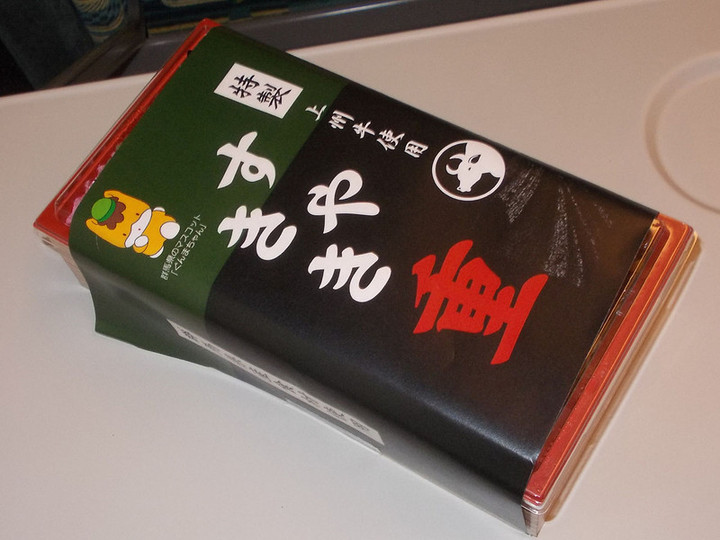 特製
上州牛使用
すき
やき
重
群馬県のマスコット
「ぐんまちゃん」